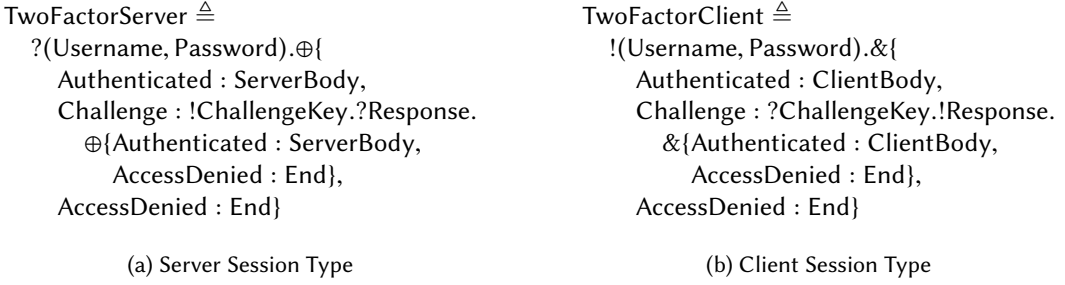 TwoFactorServer ≜
?(Username, Password).⊕{
Authenticated : ServerBody,
Challenge : !ChallengeKey.?Response.
⊕{Authenticated : ServerBody,
AccessDenied : End},
AccessDenied : End}
(a) Server Session Type
TwoFactorClient ≜
!(Username, Password).&{
Authenticated : ClientBody,
Challenge : ?ChallengeKey.!Response.
&{Authenticated : ClientBody,
AccessDenied : End},
AccessDenied : End}
(b) Client Session Type